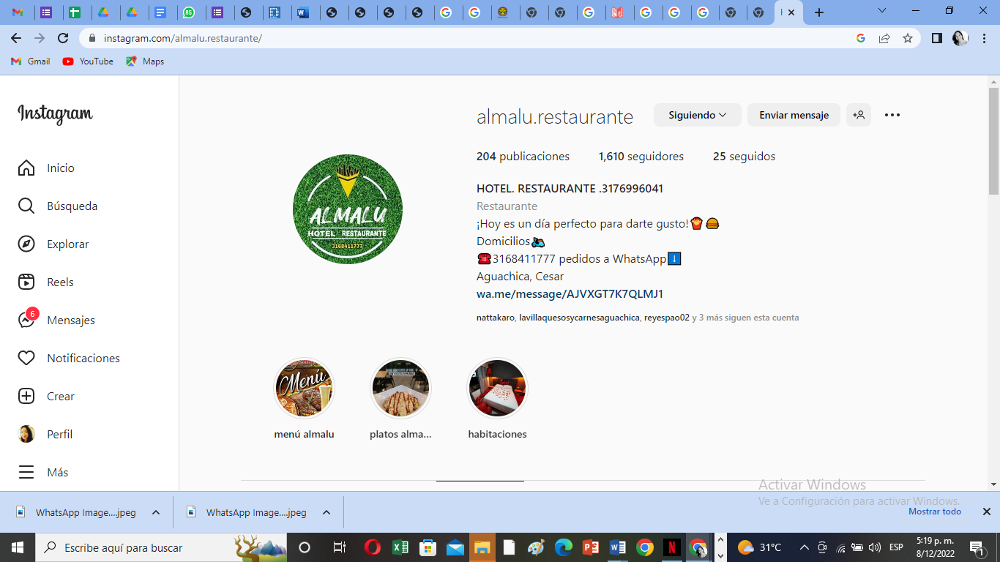 85
instagram.com/almalu.restaurante/
Gmail YouTube Maps
Instagram
Inicio
Búsqueda
Explorar
Reels
6
Mensajes
Notificaciones
Crear
Perfil
Más
almalu.restaurante Siguiendo Enviar mensaje
204 publicaciones 1,610 seguidores 25 seguidos
HOTEL. RESTAURANTE .3176996041
Restaurante
¡Hoy es un día perfecto para darte gusto!🍟🍔
Domicilios🛵
☎️3168411777 pedidos a WhatsApp⬇️
Aguachica, Cesar
wa.me/message/AJVXGT7K7QLMJ1
nattakaro, lavillaquesosycarnesaguachica, reyespao02 y 3 más siguen esta cuenta
ALMALU
HOTEL RESTAURANTE
3168411777
Menú
menú almalu platos alma... habitaciones
Activar Windows
Ve a Configuración para activar Windows.
WhatsApp Image....jpeg WhatsApp Image....jpeg Mostrar todo
Escribe aquí para buscar
31°C ESP
5:19 p. m.
8/12/2022
1